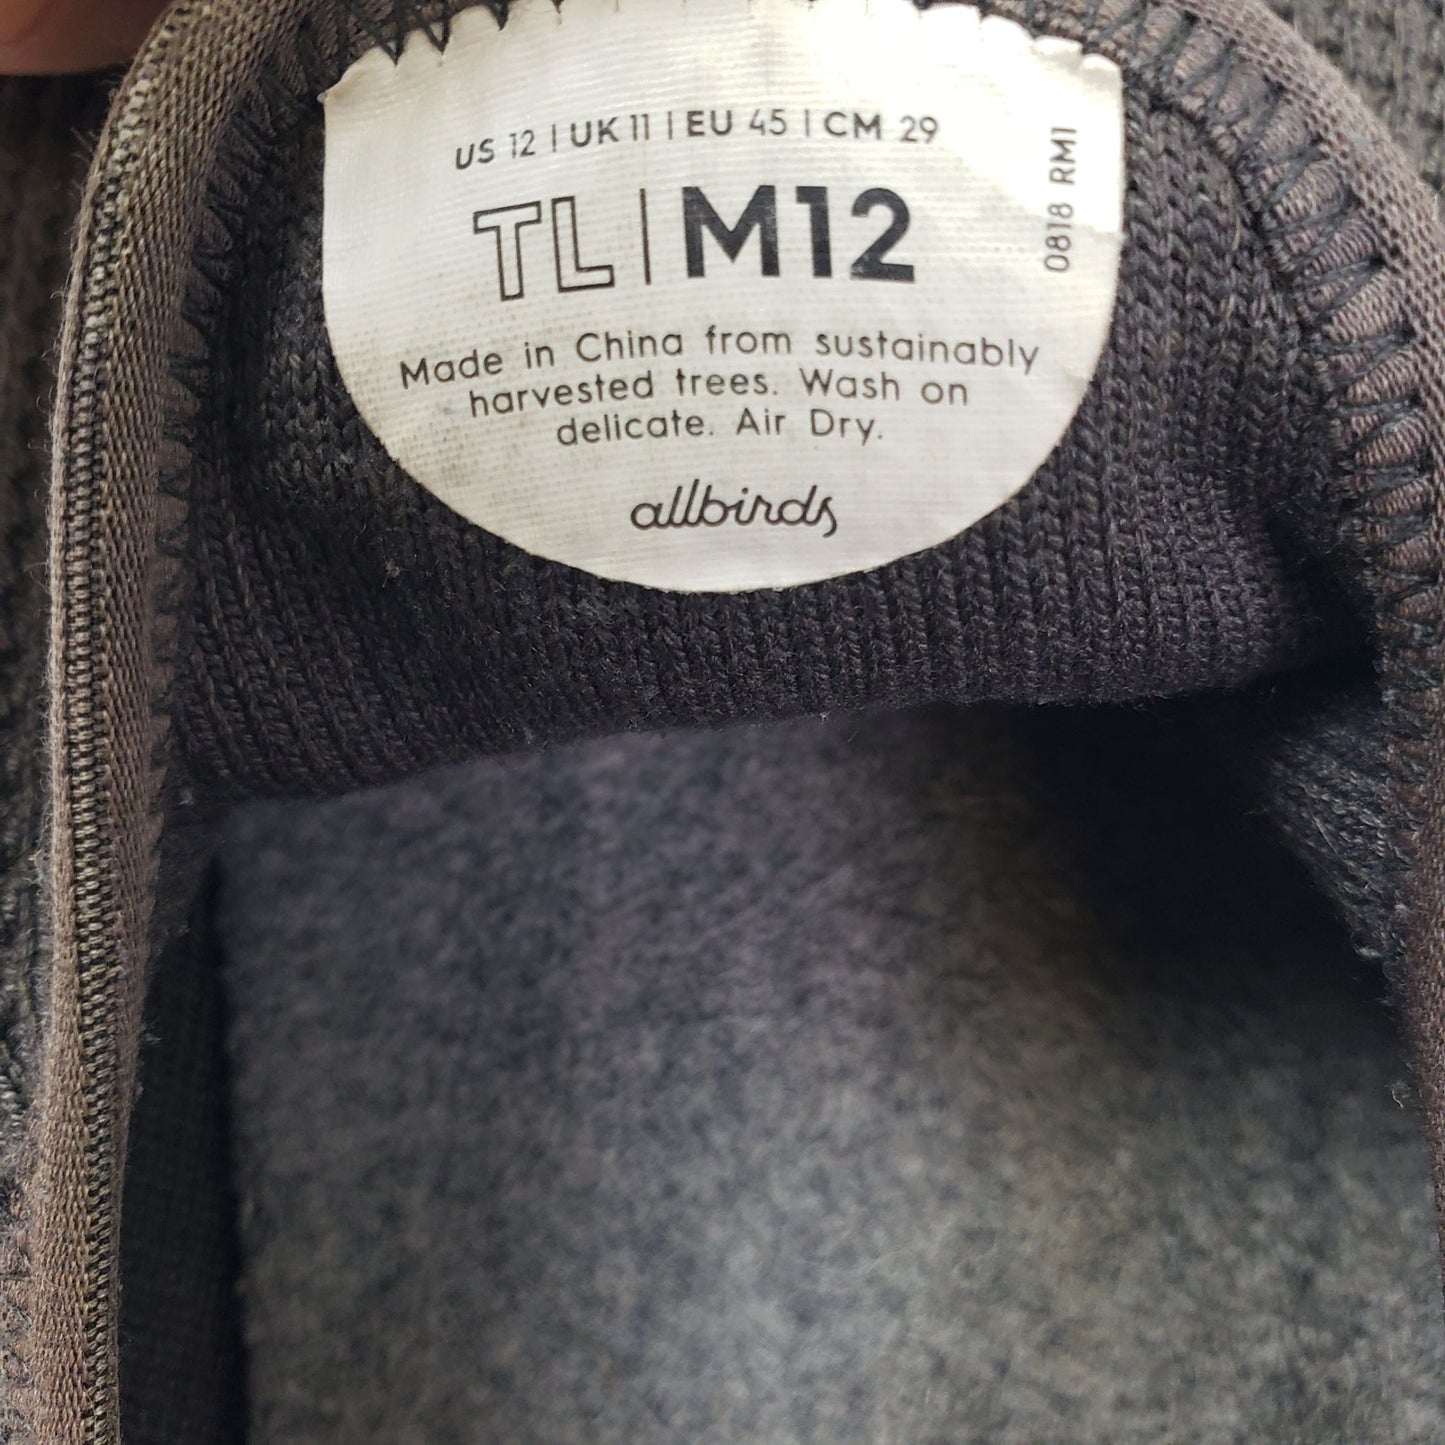 US 12 | UK 11 | EU 45 | CM 29
TL | M12
Made in China from sustainably
harvested trees. Wash on
delicate. Air Dry.
allbirds
0818 RM1